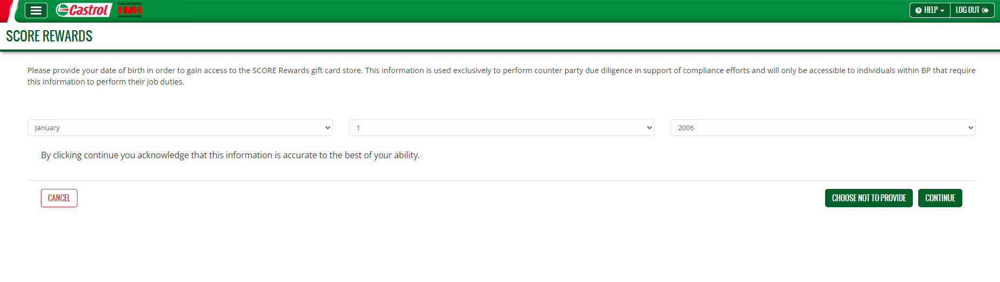 Castrol IMI HELP LOG OUT
SCORE REWARDS
Please provide your date of birth in order to gain access to the SCORE Rewards gift card store. This information is used exclusively to perform counter party due diligence in support of compliance efforts and will only be accessible to individuals within BP that require
this information to perform their job duties.
January 1 2006
By clicking continue you acknowledge that this information is accurate to the best of your ability.
CANCEL CHOOSE NOT TO PROVIDE CONTINUE